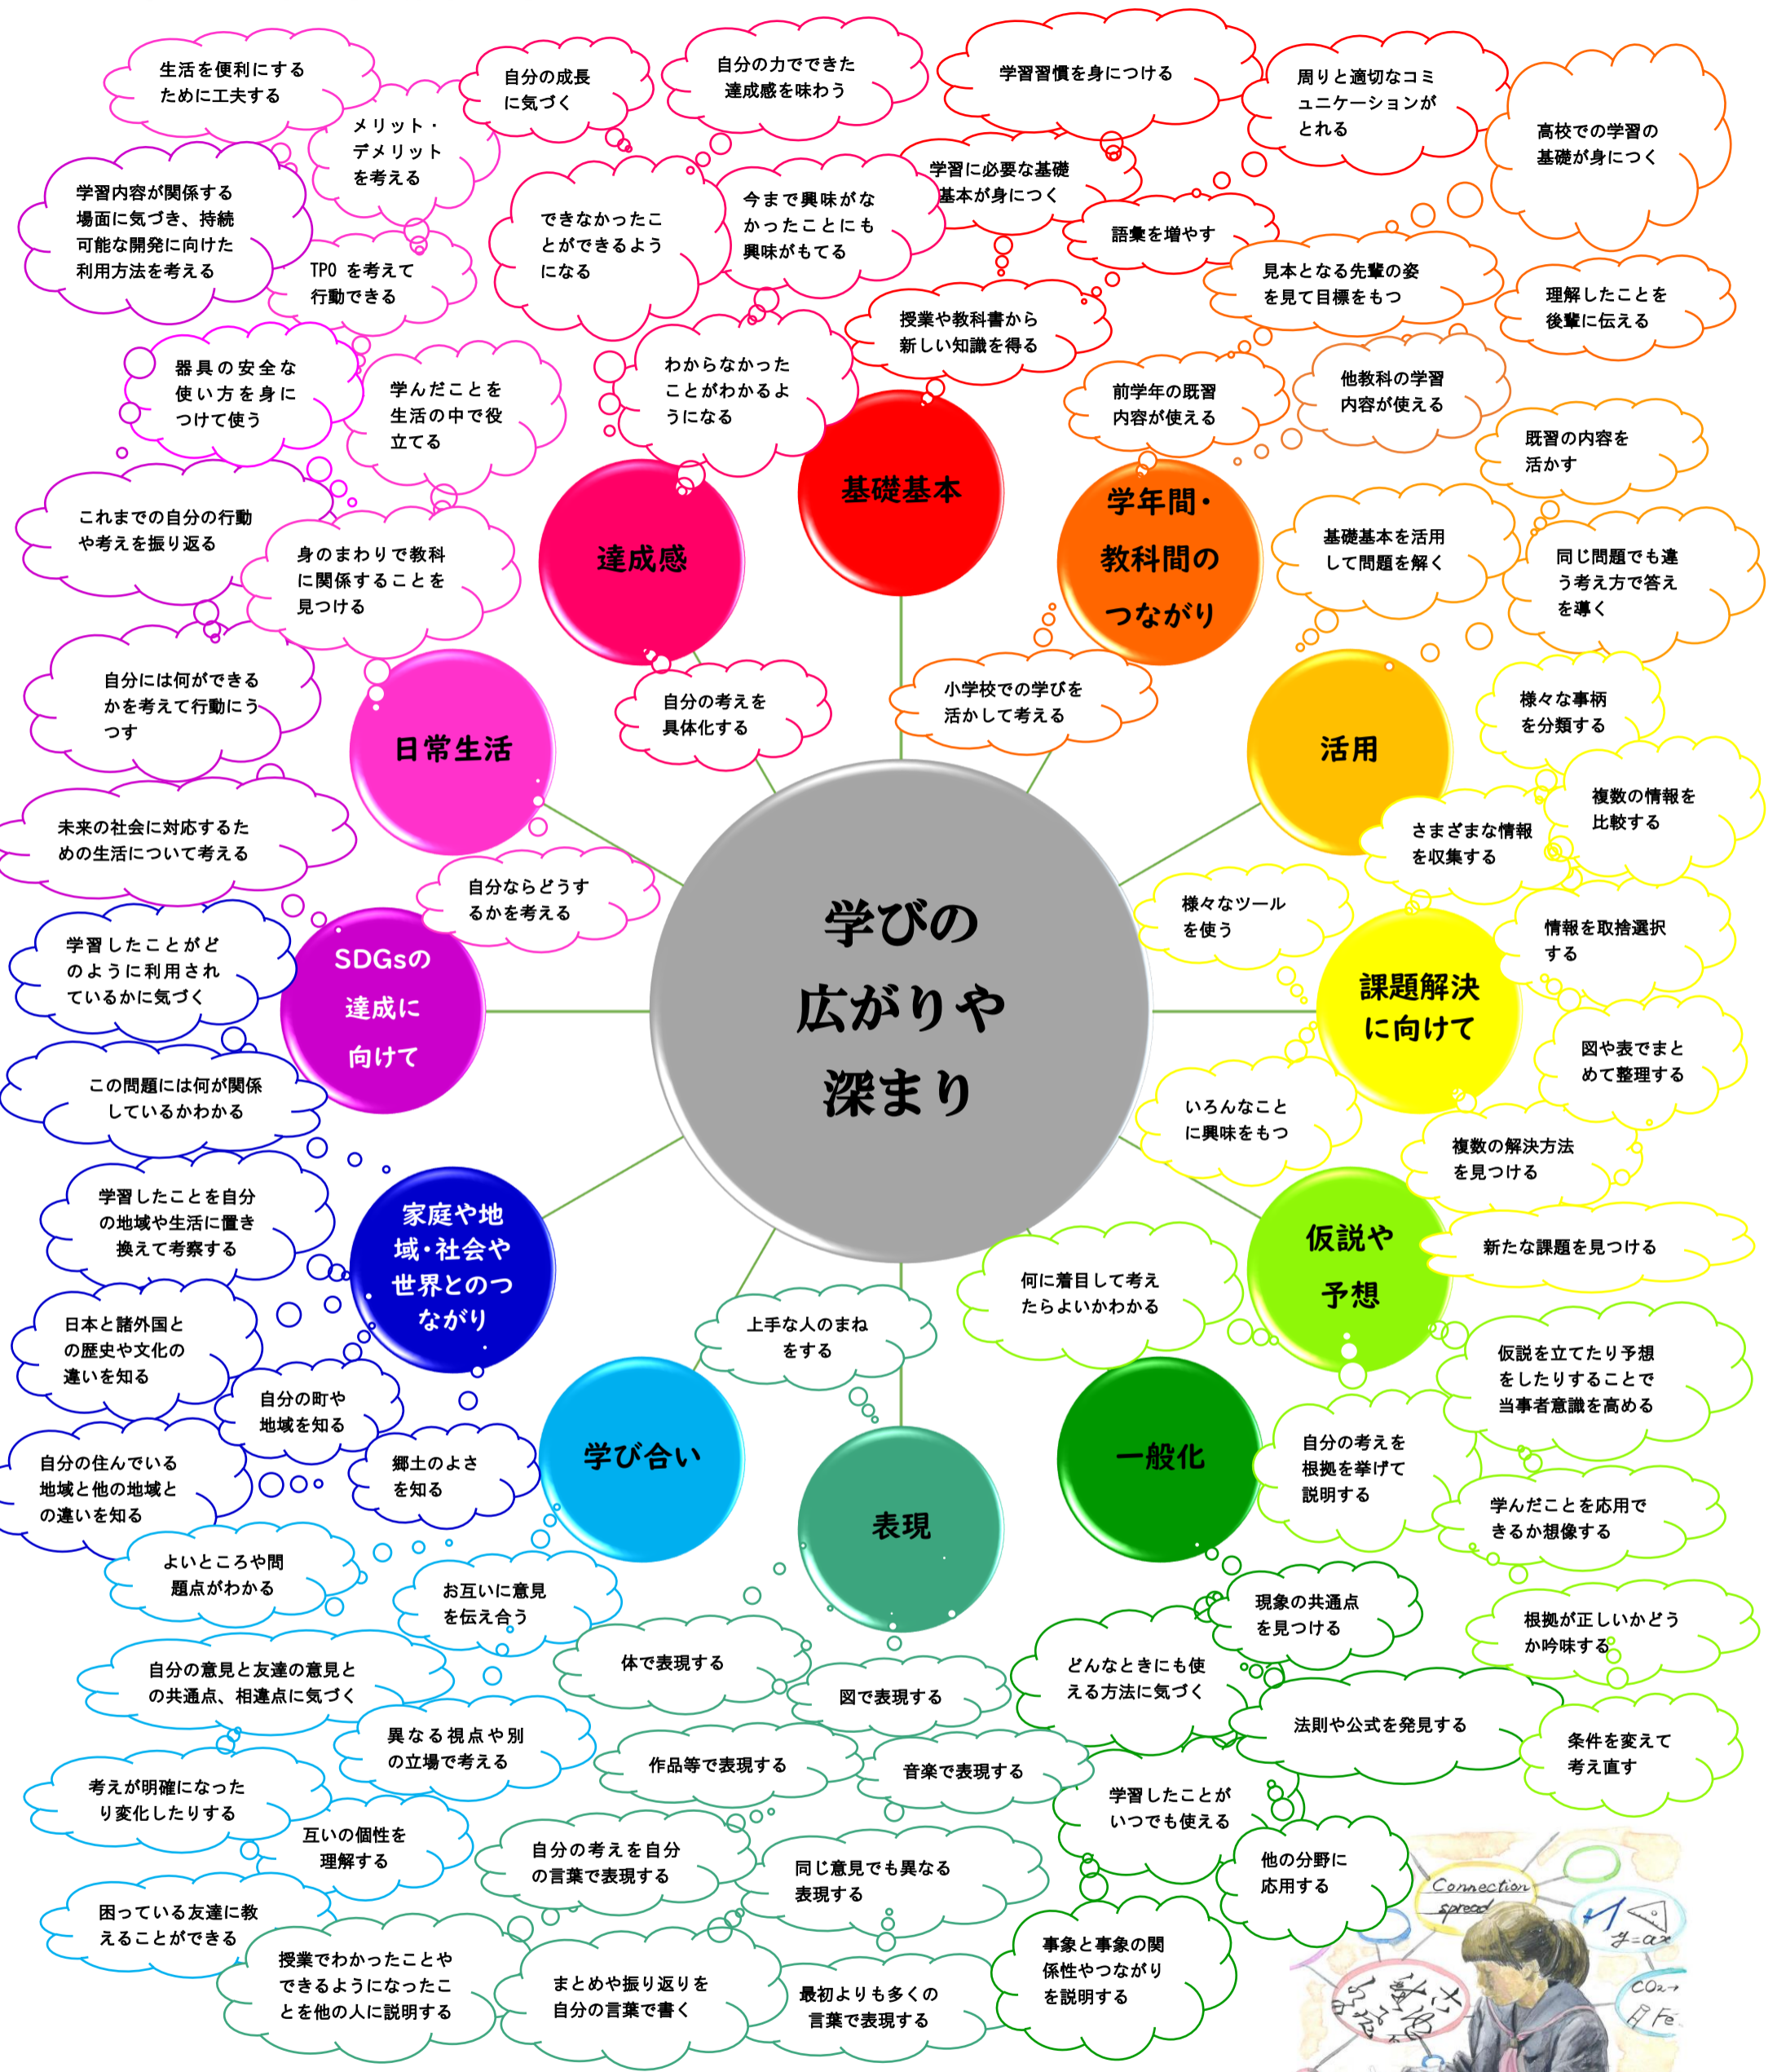 生活を便利にする
ために工夫する
メリット・
デメリット
を考える
自分の成長
に気づく
自分の力でできた
達成感を味わう
学習習慣を身につける
周りと適切なコミ
ュニケーションが
とれる
高校での学習の
基礎が身につく
学習内容が関係する
場面に気づき、持続
可能な開発に向けた
利用方法を考える
TPO を考えて
行動できる
できなかったこ
とができるよう
になる
今まで興味がな
かったことにも
興味がもてる
学習に必要な基礎
基本が身につく
語彙を増やす
見本となる先輩の姿
を見て目標をもつ
理解したことを
後輩に伝える
器具の安全な
使い方を身に
つけて使う
学んだことを
生活の中で役
立てる
わからなかった
ことがわかるよ
うになる
授業や教科書から
新しい知識を得る
前学年の既習
内容が使える
他教科の学習
内容が使える
既習の内容を
活かす
これまでの自分の行動
や考えを振り返る
身のまわりで教科
に関係することを
見つける
達成感
基礎基本
学年間・
教科間の
つながり
基礎基本を活用
して問題を解く
同じ問題でも違
う考え方で答え
を導く
自分には何ができる
かを考えて行動にう
つす
日常生活
自分の考えを
具体化する
小学校での学びを
活かして考える
活用
様々な事柄
を分類する
未来の社会に対応するた
めの生活について考える
自分ならどうす
るかを考える
さまざまな情報
を収集する
複数の情報を
比較する
様々なツール
を使う
情報を取捨選択
する
学習したことがど
のように利用され
ているかに気づく
SDGsの
達成に
向けて
学びの
広がりや
深まり
課題解決
に向けて
図や表でまと
めて整理する
この問題には何が関係
しているかわかる
いろんなこと
に興味をもつ
複数の解決方法
を見つける
学習したことを自分
の地域や生活に置き
換えて考察する
家庭や地
域・社会や
世界とのつ
ながり
仮説や
予想
新たな課題を見つける
何に着目して考え
たらよいかわかる
日本と諸外国と
の歴史や文化の
違いを知る
自分の町や
地域を知る
上手な人のまね
をする
仮説を立てたり予想
をしたりすることで
当事者意識を高める
自分の住んでいる
地域と他の地域と
の違いを知る
郷土のよさ
を知る
学び合い
表現
一般化
自分の考えを
根拠を挙げて
説明する
学んだことを応用で
きるか想像する
よいところや問
題点がわかる
お互いに意見
を伝え合う
現象の共通点
を見つける
根拠が正しいかどう
か吟味する
自分の意見と友達の意見と
の共通点、相違点に気づく
体で表現する
図で表現する
どんなときにも使
える方法に気づく
法則や公式を発見する
異なる視点や別
の立場で考える
作品等で表現する
音楽で表現する
条件を変えて
考え直す
考えが明確になった
り変化したりする
学習したことが
いつでも使える
互いの個性を
理解する
自分の考えを自分
の言葉で表現する
同じ意見でも異なる
表現する
他の分野に
応用する
Connection
spread
y=ax
困っている友達に教
えることができる
授業でわかったことや
できるようになったこ
とを他の人に説明する
まとめや振り返りを
自分の言葉で書く
最初よりも多くの
言葉で表現する
事象と事象の関
係性やつながり
を説明する
CO₂→
Fe